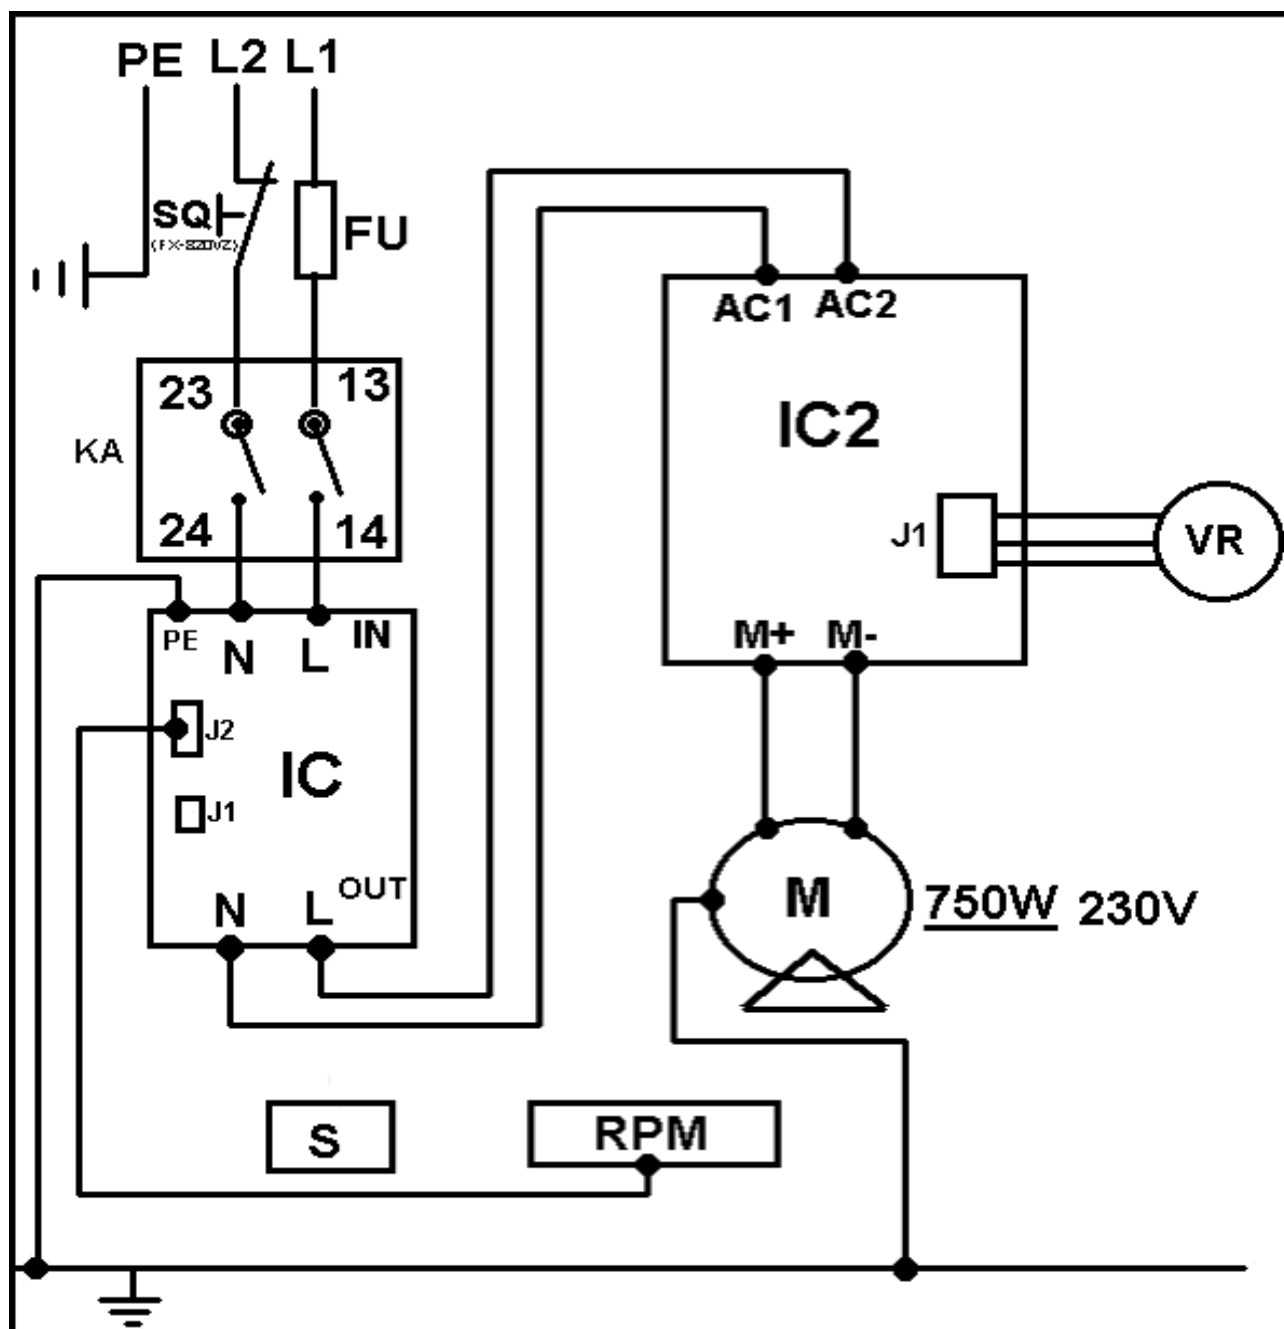 PE L2 L1
SQ
FU
23 13
KA
24 14
PE N L IN
J2
IC
J1
N L OUT
AC1 AC2
IC2
J1
VR
M+ M-
M
750W 230V
S
RPM